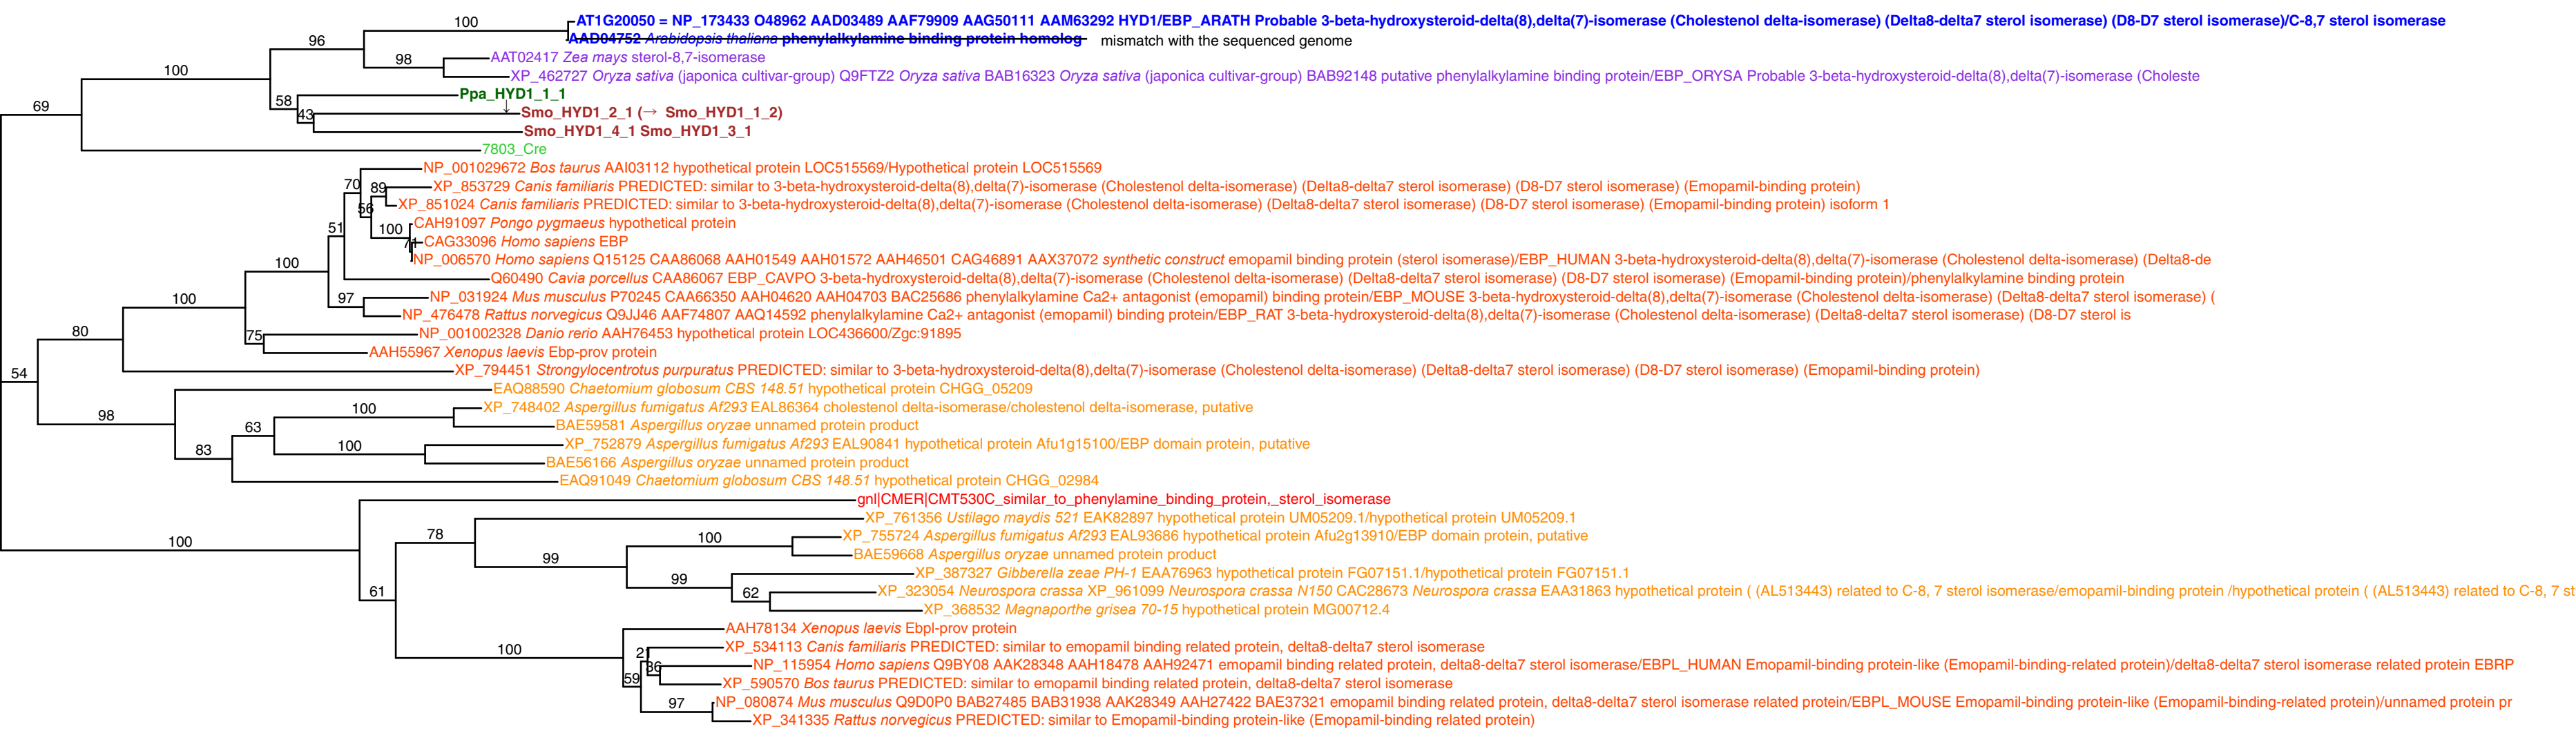 100 AT1G20050 = NP_173433 O48962 AAD03489 AAF79909 AAG50111 AAM63292 HYD1/EBP_ARATH Probable 3-beta-hydroxysteroid-delta(8),delta(7)-isomerase (Cholestenol delta-isomerase) (Delta8-delta7 sterol isomerase) (D8-D7 sterol isomerase)/C-8,7 sterol isomerase
96 AAD04752 Arabidopsis thaliana phenylalkylamine binding protein homolog mismatch with the sequenced genome
98 AAT02417 Zea mays sterol-8,7-isomerase
100 XP_462727 Oryza sativa (japonica cultivar-group) Q9FTZ2 Oryza sativa BAB16323 Oryza sativa (japonica cultivar-group) BAB92148 putative phenylalkylamine binding protein/EBP_ORYSA Probable 3-beta-hydroxysteroid-delta(8),delta(7)-isomerase (Choleste
Ppa_HYD1_1_1
69 58 ↓
43 Smo_HYD1_2_1 (→ Smo_HYD1_1_2)
Smo_HYD1_4_1 Smo_HYD1_3_1
7803_Cre
NP_001029672 Bos taurus AAI03112 hypothetical protein LOC515569/Hypothetical protein LOC515569
70 89 XP_853729 Canis familiaris PREDICTED: similar to 3-beta-hydroxysteroid-delta(8),delta(7)-isomerase (Cholestenol delta-isomerase) (Delta8-delta7 sterol isomerase) (D8-D7 sterol isomerase) (Emopamil-binding protein)
56 XP_851024 Canis familiaris PREDICTED: similar to 3-beta-hydroxysteroid-delta(8),delta(7)-isomerase (Cholestenol delta-isomerase) (Delta8-delta7 sterol isomerase) (D8-D7 sterol isomerase) (Emopamil-binding protein) isoform 1
CAH91097 Pongo pygmaeus hypothetical protein
51 100 71 CAG33096 Homo sapiens EBP
100 NP_006570 Homo sapiens Q15125 CAA86068 AAH01549 AAH01572 AAH46501 CAG46891 AAX37072 synthetic construct emopamil binding protein (sterol isomerase)/EBP_HUMAN 3-beta-hydroxysteroid-delta(8),delta(7)-isomerase (Cholestenol delta-isomerase) (Delta8-de
Q60490 Cavia porcellus CAA86067 EBP_CAVPO 3-beta-hydroxysteroid-delta(8),delta(7)-isomerase (Cholestenol delta-isomerase) (Delta8-delta7 sterol isomerase) (D8-D7 sterol isomerase) (Emopamil-binding protein)/phenylalkylamine binding protein
100 97 NP_031924 Mus musculus P70245 CAA66350 AAH04620 AAH04703 BAC25686 phenylalkylamine Ca2+ antagonist (emopamil) binding protein/EBP_MOUSE 3-beta-hydroxysteroid-delta(8),delta(7)-isomerase (Cholestenol delta-isomerase) (Delta8-delta7 sterol isomerase) (
NP_476478 Rattus norvegicus Q9JJ46 AAF74807 AAQ14592 phenylalkylamine Ca2+ antagonist (emopamil) binding protein/EBP_RAT 3-beta-hydroxysteroid-delta(8),delta(7)-isomerase (Cholestenol delta-isomerase) (Delta8-delta7 sterol isomerase) (D8-D7 sterol is
80 75 NP_001002328 Danio rerio AAH76453 hypothetical protein LOC436600/Zgc:91895
AAH55967 Xenopus laevis Ebp-prov protein
54 XP_794451 Strongylocentrotus purpuratus PREDICTED: similar to 3-beta-hydroxysteroid-delta(8),delta(7)-isomerase (Cholestenol delta-isomerase) (Delta8-delta7 sterol isomerase) (D8-D7 sterol isomerase) (Emopamil-binding protein)
EAQ88590 Chaetomium globosum CBS 148.51 hypothetical protein CHGG_05209
98 100 XP_748402 Aspergillus fumigatus Af293 EAL86364 cholestenol delta-isomerase/cholestenol delta-isomerase, putative
63 BAE59581 Aspergillus oryzae unnamed protein product
83 100 XP_752879 Aspergillus fumigatus Af293 EAL90841 hypothetical protein Afu1g15100/EBP domain protein, putative
BAE56166 Aspergillus oryzae unnamed protein product
EAQ91049 Chaetomium globosum CBS 148.51 hypothetical protein CHGG_02984
gnl|CMER|CMT530C_similar_to_phenylamine_binding_protein,_sterol_isomerase
XP_761356 Ustilago maydis 521 EAK82897 hypothetical protein UM05209.1/hypothetical protein UM05209.1
100 78 100 XP_755724 Aspergillus fumigatus Af293 EAL93686 hypothetical protein Afu2g13910/EBP domain protein, putative
99 BAE59668 Aspergillus oryzae unnamed protein product
99 XP_387327 Gibberella zeae PH-1 EAA76963 hypothetical protein FG07151.1/hypothetical protein FG07151.1
61 62 XP_323054 Neurospora crassa XP_961099 Neurospora crassa N150 CAC28673 Neurospora crassa EAA31863 hypothetical protein ( (AL513443) related to C-8, 7 sterol isomerase/emopamil-binding protein /hypothetical protein ( (AL513443) related to C-8, 7 st
XP_368532 Magnaporthe grisea 70-15 hypothetical protein MG00712.4
AAH78134 Xenopus laevis Ebpl-prov protein
100 21 XP_534113 Canis familiaris PREDICTED: similar to emopamil binding related protein, delta8-delta7 sterol isomerase
36 NP_115954 Homo sapiens Q9BY08 AAK28348 AAH18478 AAH92471 emopamil binding related protein, delta8-delta7 sterol isomerase/EBPL_HUMAN Emopamil-binding protein-like (Emopamil-binding-related protein)/delta8-delta7 sterol isomerase related protein EBRP
59 XP_590570 Bos taurus PREDICTED: similar to emopamil binding related protein, delta8-delta7 sterol isomerase
97 NP_080874 Mus musculus Q9D0P0 BAB27485 BAB31938 AAK28349 AAH27422 BAE37321 emopamil binding related protein, delta8-delta7 sterol isomerase related protein/EBPL_MOUSE Emopamil-binding protein-like (Emopamil-binding-related protein)/unnamed protein pr
XP_341335 Rattus norvegicus PREDICTED: similar to Emopamil-binding protein-like (Emopamil-binding related protein)